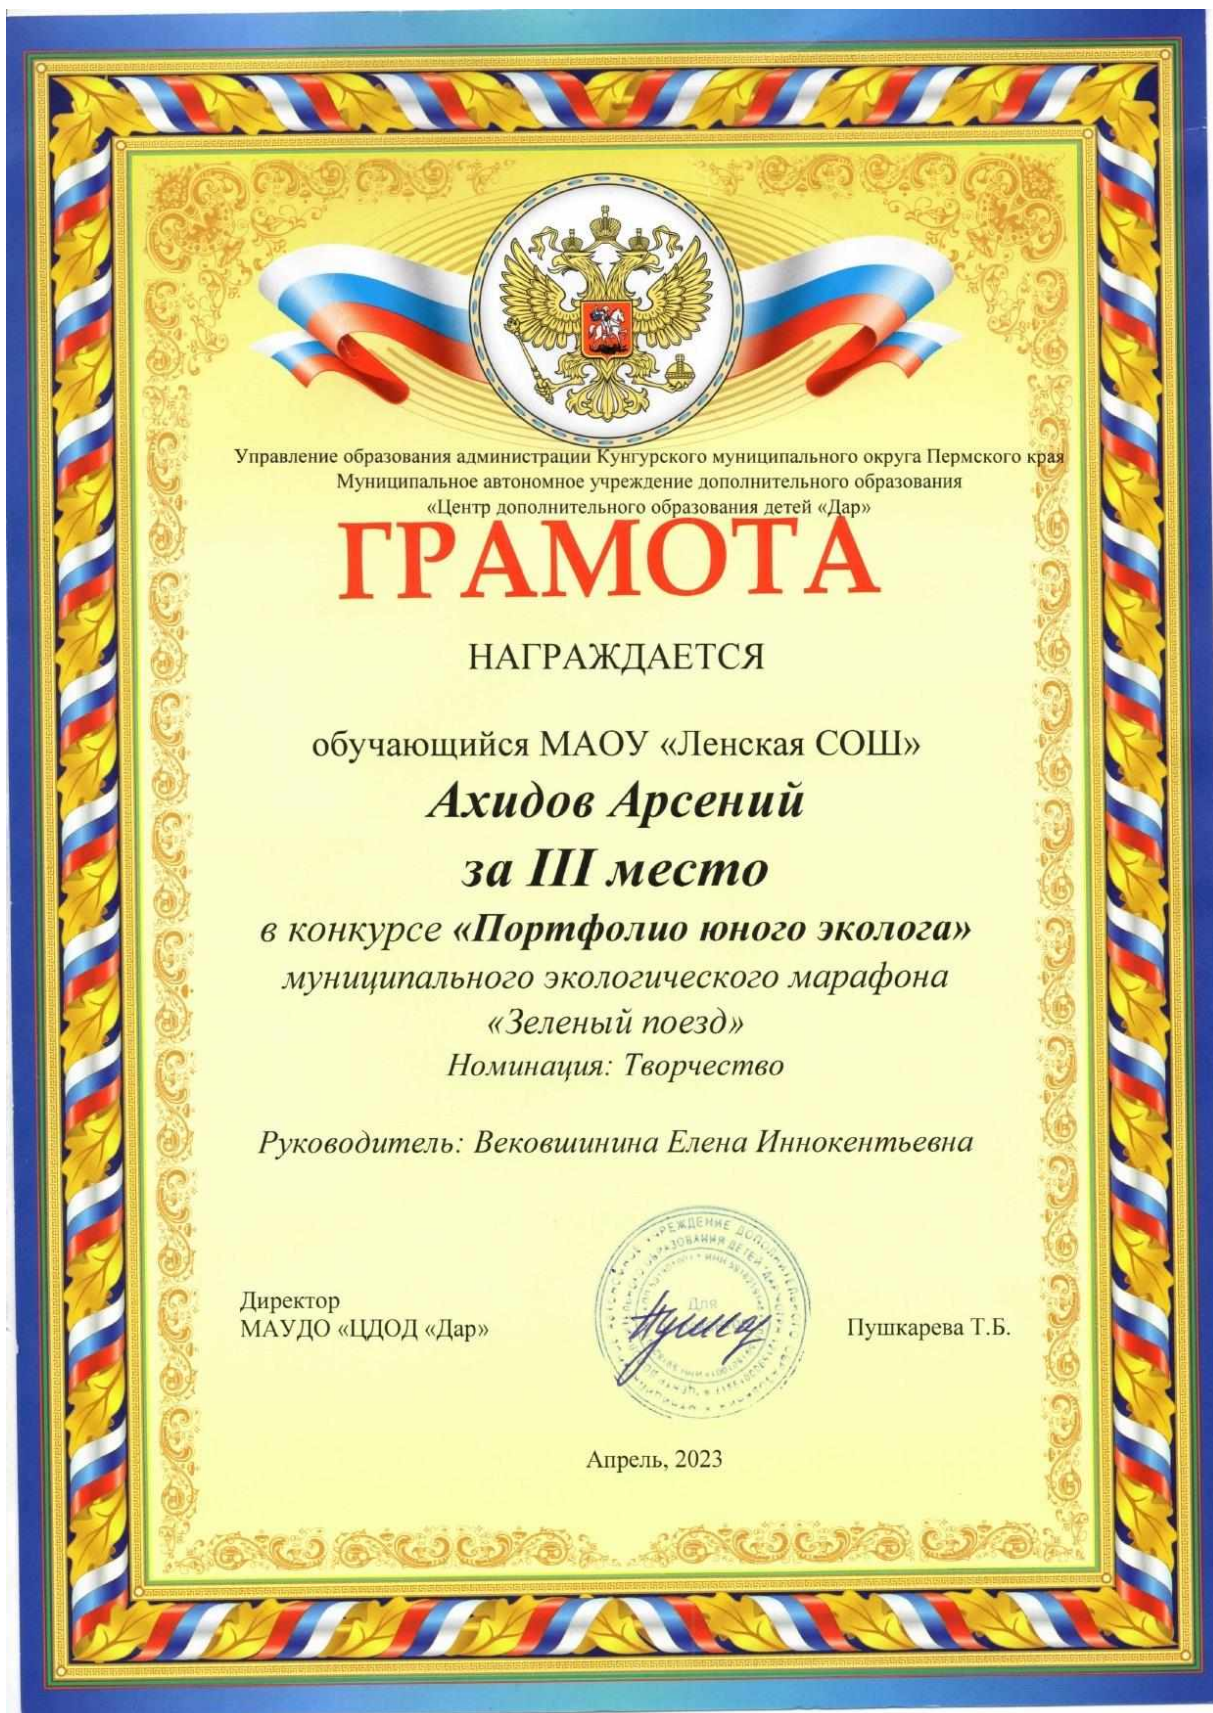 Управление образования администрации Кунгурского муниципального округа Пермского края
Муниципальное автономное учреждение дополнительного образования
«Центр дополнительного образования детей «Дар»
ГРАМОТА
НАГРАЖДАЕТСЯ
обучающийся МАОУ «Ленская СОШ»
Ахидов Арсений
за III место
в конкурсе «Портфолио юного эколога»
муниципального экологического марафона
«Зеленый поезд»
Номинация: Творчество
Руководитель: Вековшинина Елена Иннокентьевна
Директор
МАУДО «ЦДОД «Дар»
Пушкарева Т.Б.
Для
Апрель, 2023